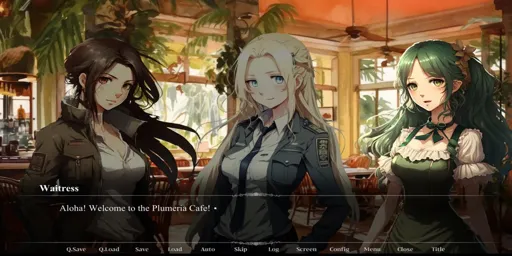 Waitress
Aloha! Welcome to the Plumeria Cafe!
Q.Save Q.Load Save Load Auto Skip Log Screen Config Menu Close Title